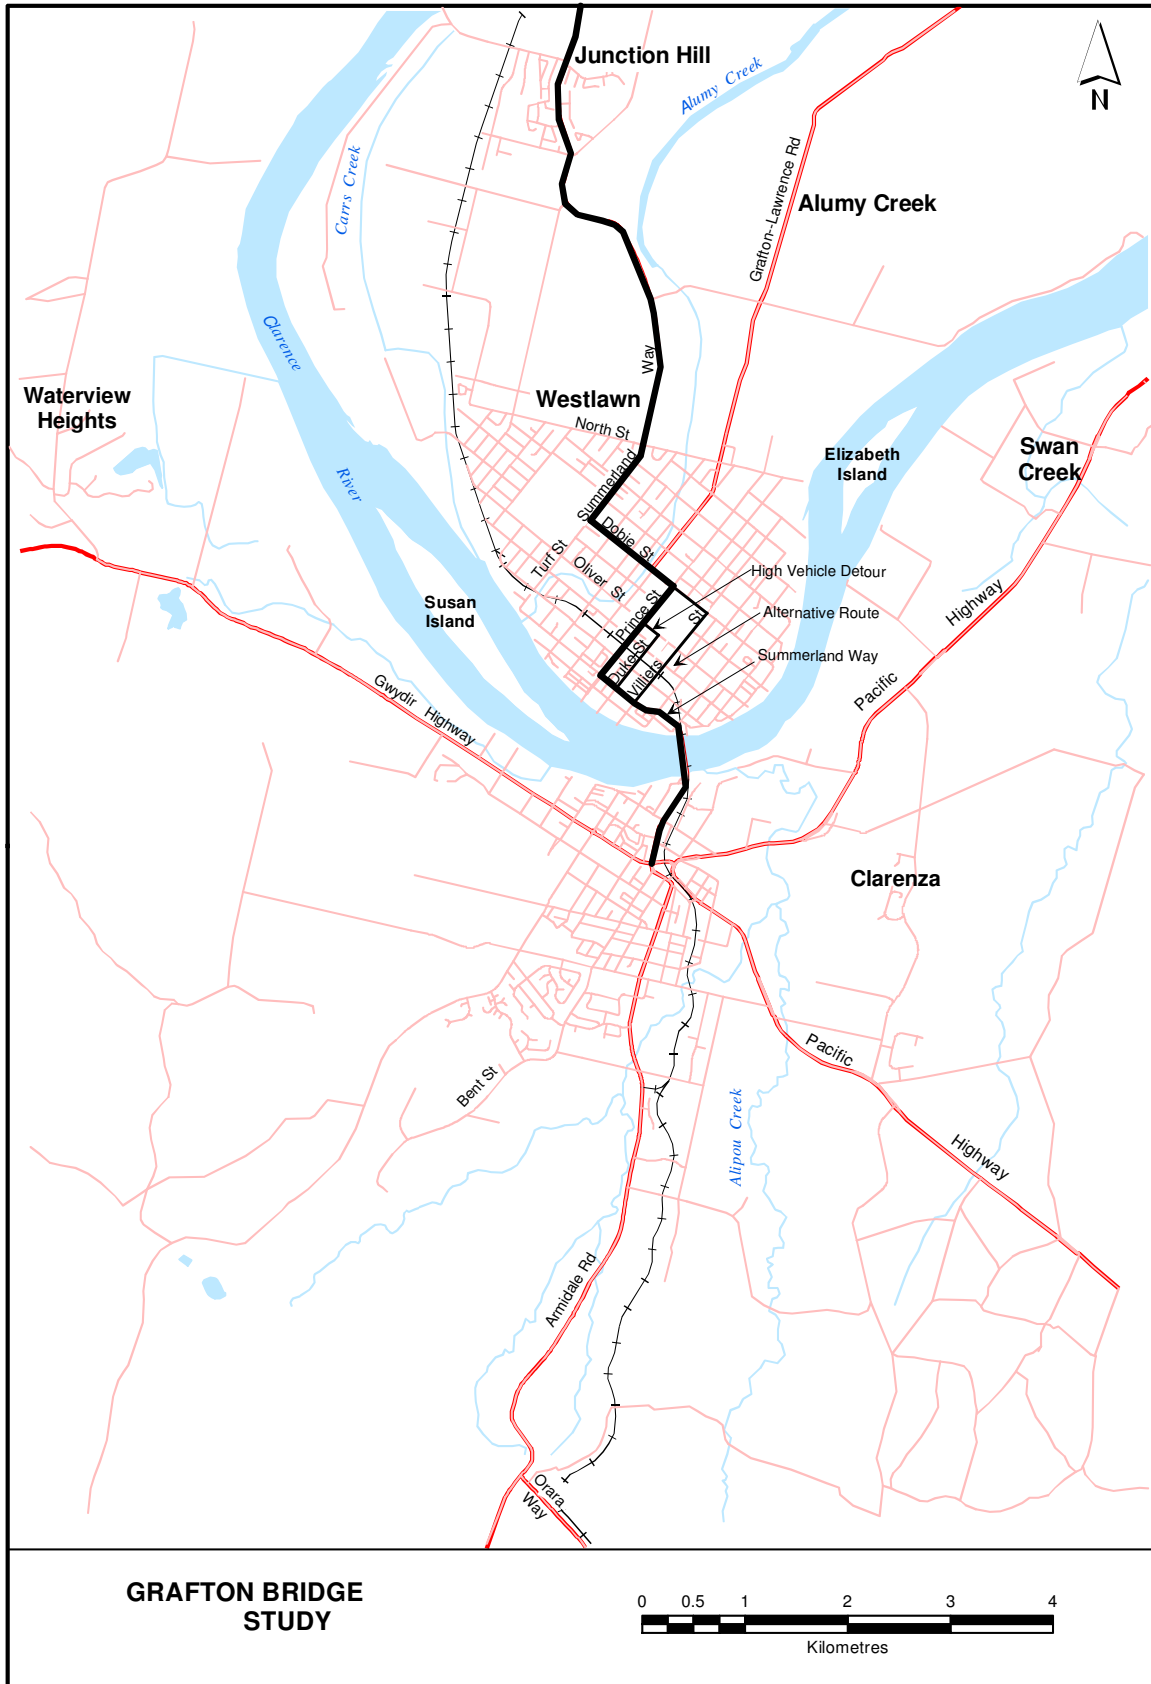 Junction Hill
Alumy Creek
N
Carrs Creek
Grafton--Lawrence Rd
Alumy Creek
Clarence
Way
Waterview
Heights
Westlawn
North St
Elizabeth
Island
Swan
Creek
River
Summerland
Dobie St
Turf St
Oliver St
High Vehicle Detour
Susan
Island
Prince St
St
Alternative Route
Highway
Duke St
Villiers
Summerland Way
Pacific
Gwydir Highway
Clarenza
Pacific
Bent St
Alipou Creek
Highway
Armidale Rd
Orara
Way
GRAFTON BRIDGE
STUDY
0 0.5 1 2 3 4
Kilometres